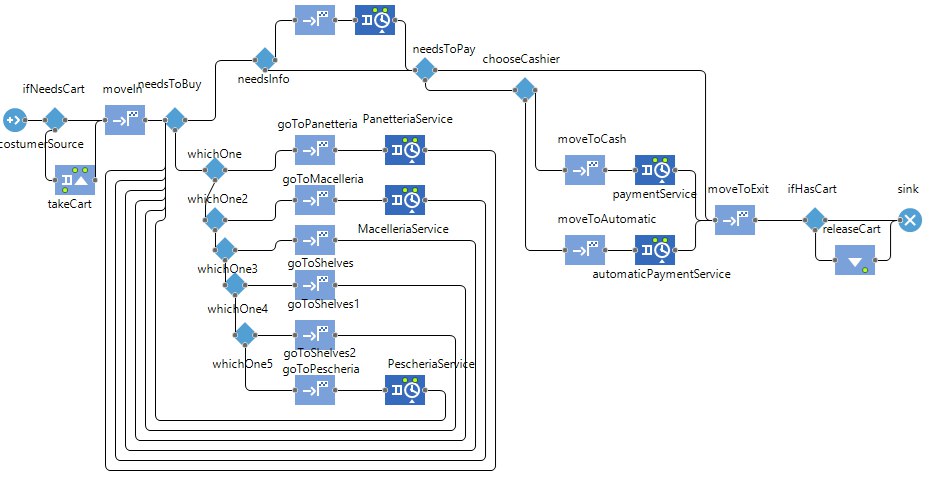 needsToPay
chooseCashier
needsInfo
ifNeedsCart
moveIn
needsToBuy
costumerSource
takeCart
goToPanetteria
PanetteriaService
whichOne
goToMacelleria
whichOne2
MacelleriaService
goToShelves
whichOne3
goToShelves1
whichOne4
goToShelves2
whichOne5
goToPescheria
PescheriaService
moveToCash
paymentService
moveToAutomatic
automaticPaymentService
moveToExit
ifHasCart
sink
releaseCart